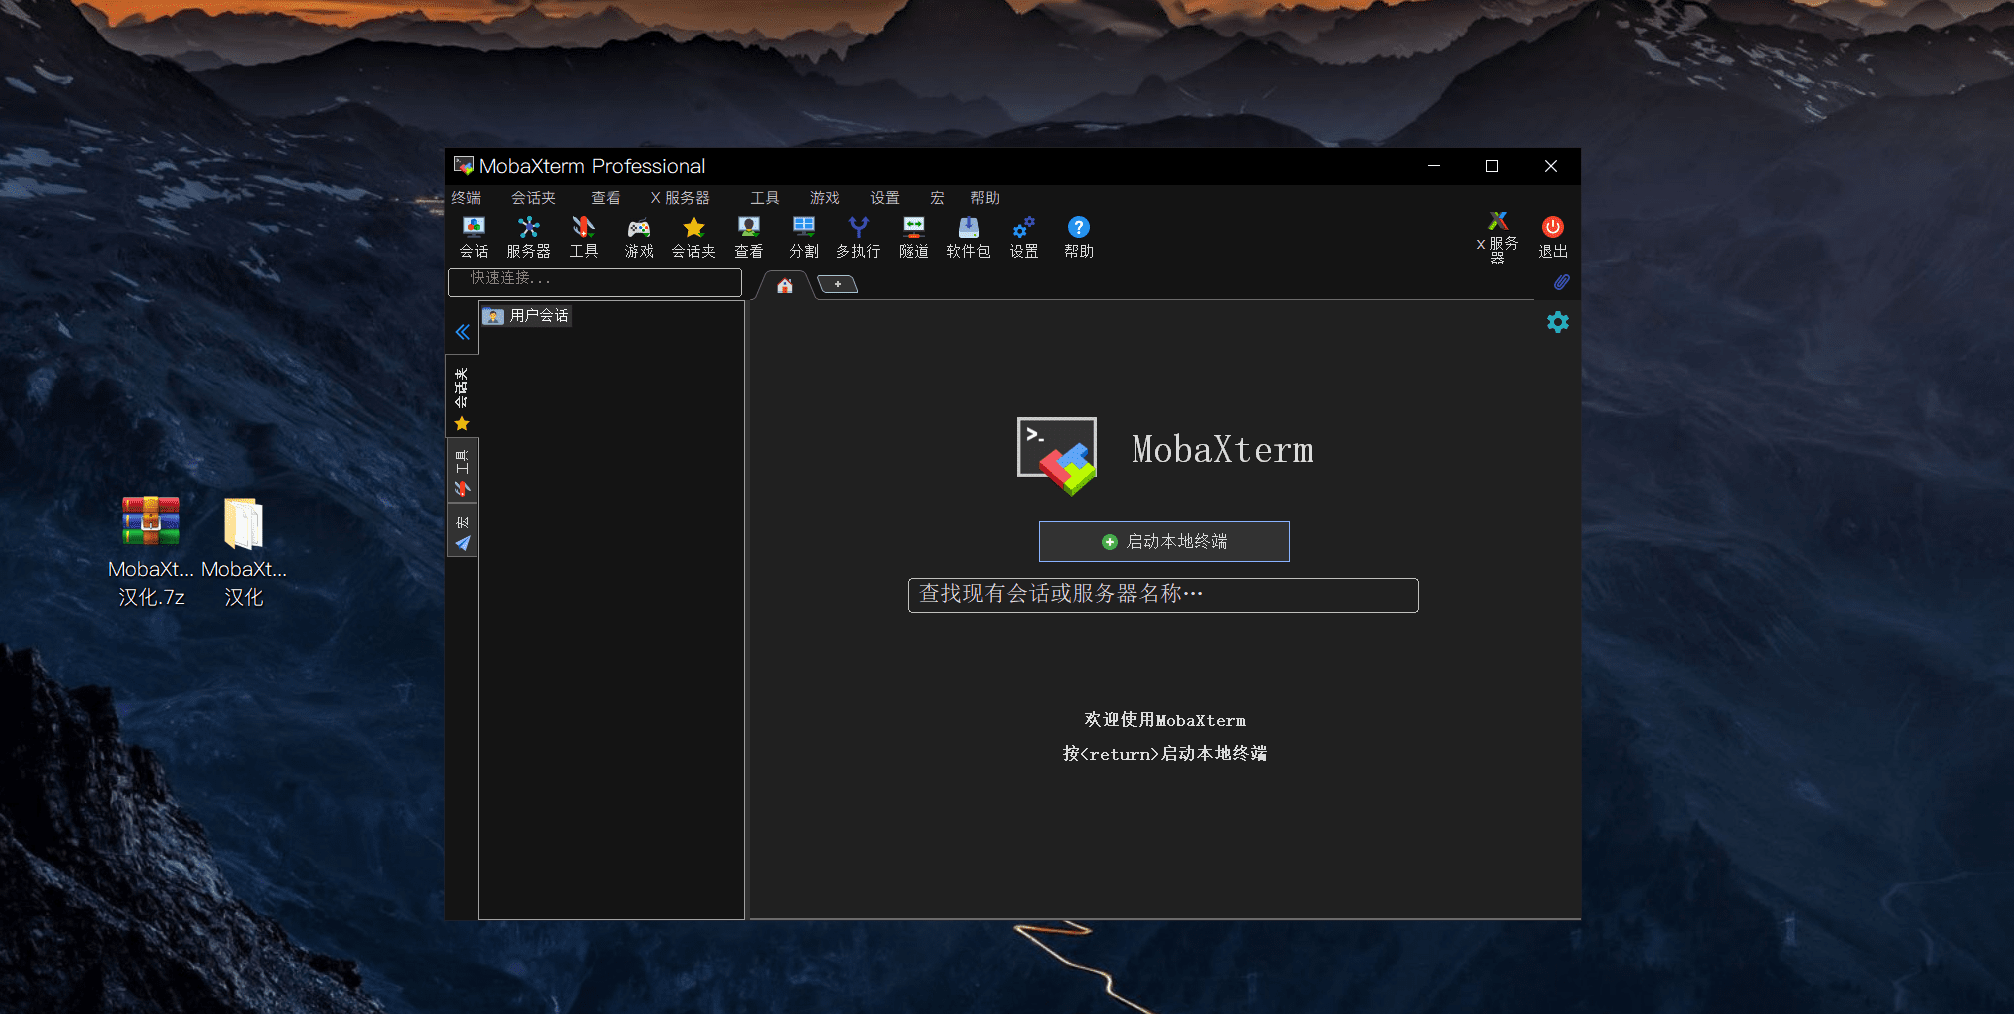 MobaXterm Professional
终端 会话夹 查看 X 服务器 工具 游戏 设置 宏 帮助
会话 服务器 工具 游戏 会话夹 查看 分割 多执行 隧道 软件包 设置 帮助 X 服务器 退出
快速连接...
用户会话
会话夹
工具
宏
MobaXterm
启动本地终端
查找现有会话或服务器名称…
欢迎使用MobaXterm
按<return>启动本地终端
MobaXt...
汉化.7z
MobaXt...
汉化